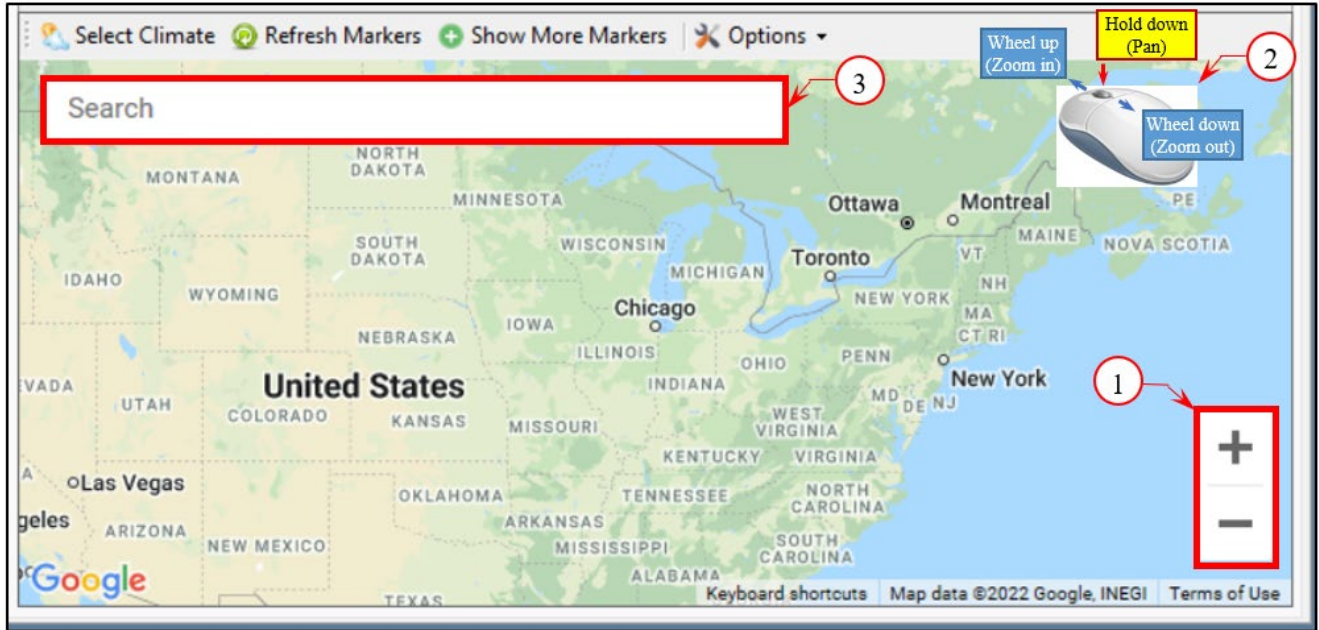 Select Climate Refresh Markers Show More Markers Options
Wheel up
(Zoom in)
Hold down
(Pan)
2
3
Search
Wheel down
(Zoom out)
NORTH
DAKOTA
MONTANA
MINNESOTA
Ottawa
Montreal
PE
SOUTH
DAKOTA
WISCONSIN
MICHIGAN
Toronto
VT
MAINE
NOVA SCOTIA
IDAHO
WYOMING
NH
NEW YORK
MA
Chicago
CT RI
NEBRASKA
IOWA
ILLINOIS
OHIO
PENN
INDIANA
New York
1
EVADA
UTAH
United States
COLORADO
KANSAS
MISSOURI
WEST
VIRGINIA
MD
DE
NJ
KENTUCKY
VIRGINIA
+
Las Vegas
OKLAHOMA
TENNESSEE
NORTH
CAROLINA
geles
ARIZONA
NEW MEXICO
ARKANSAS
MISSISSIPPI
SOUTH
CAROLINA
−
Google
ALABAMA
TEXAS
Keyboard shortcuts Map data ©2022 Google, INEGI Terms of Use